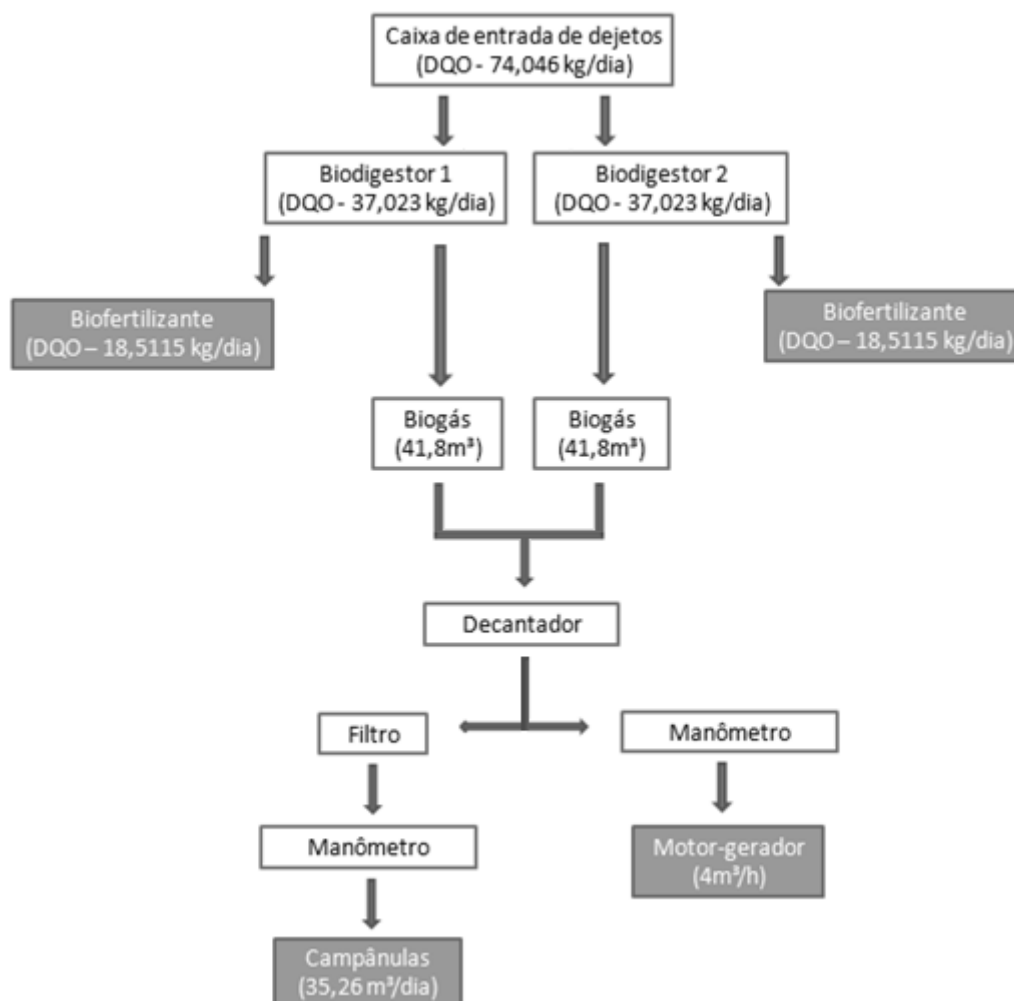 Caixa de entrada de dejetos
(DQO - 74,046 kg/dia)
Biodigestor 1
(DQO - 37,023 kg/dia)
Biodigestor 2
(DQO - 37,023 kg/dia)
Biofertilizante
(DQO – 18,5115 kg/dia)
Biofertilizante
(DQO – 18,5115 kg/dia)
Biogás
(41,8m³)
Biogás
(41,8m³)
Decantador
Filtro
Manômetro
Manômetro
Motor-gerador
(4m³/h)
Campânulas
(35,26 m³/dia)